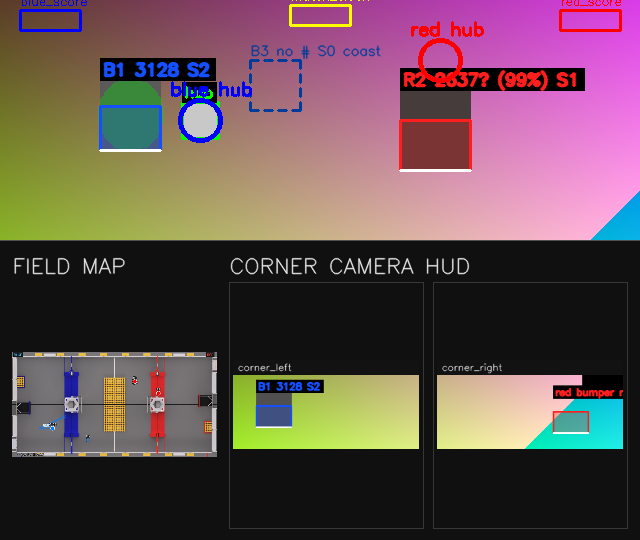 blue_score
red_score
red hub
B3 no # S0 coast
B1 3128 S2
blue hub
R2 2637? (99%) S1
FIELD MAP
CORNER CAMERA HUD
corner_left
corner_right
B1 3128 S2
red bumper